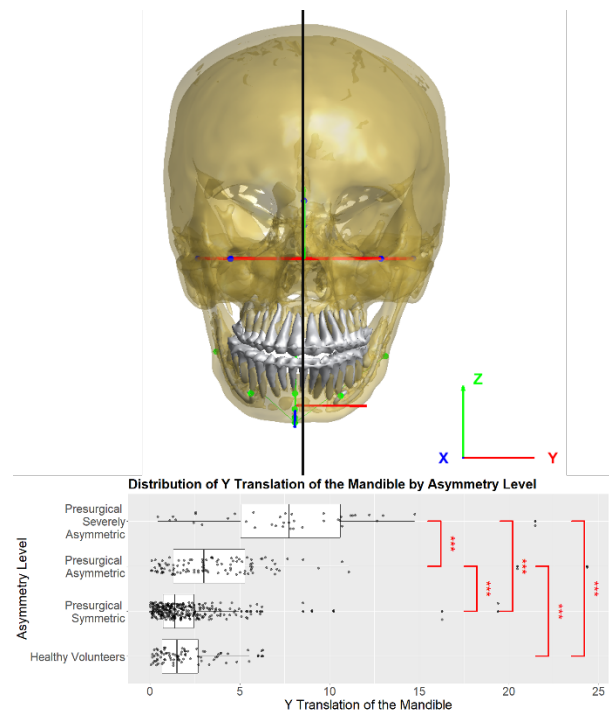 Z
X
Y
Distribution of Y Translation of the Mandible by Asymmetry Level
Asymmetry Level
Presurgical
Severely
Asymmetric
Presurgical
Asymmetric
Presurgical
Symmetric
Healthy Volunteers
***
***
***
***
***
0
5
10
15
20
25
Y Translation of the Mandible